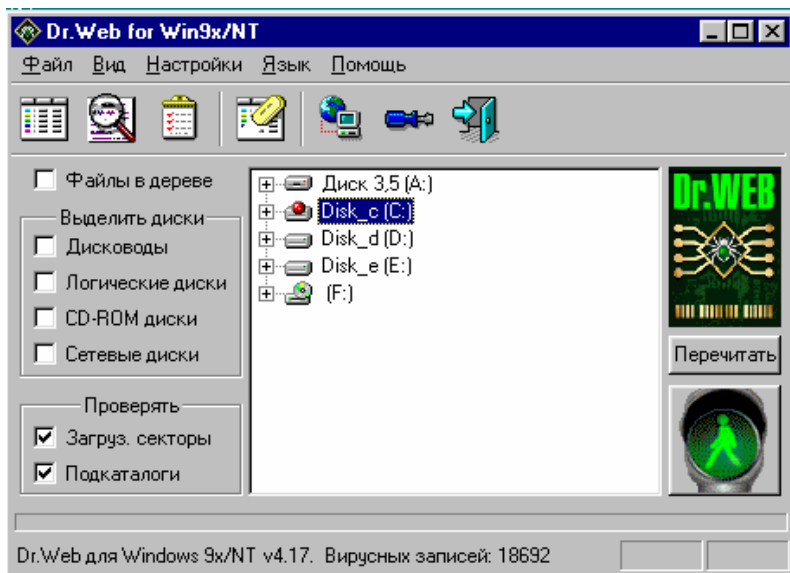 Dr.Web for Win9x/NT
Файл Вид Настройки Язык Помощь
Файлы в дереве
Выделить диски
Дисководы
Логические диски
CD-ROM диски
Сетевые диски
Проверять
Загруз. секторы
Подкаталоги
Диск 3,5 (A:)
Disk_c (C:)
Disk_d (D:)
Disk_e (E:)
(F:)
Dr.WEB
Перечитать
Dr.Web для Windows 9x/NT v4.17. Вирусных записей: 18692